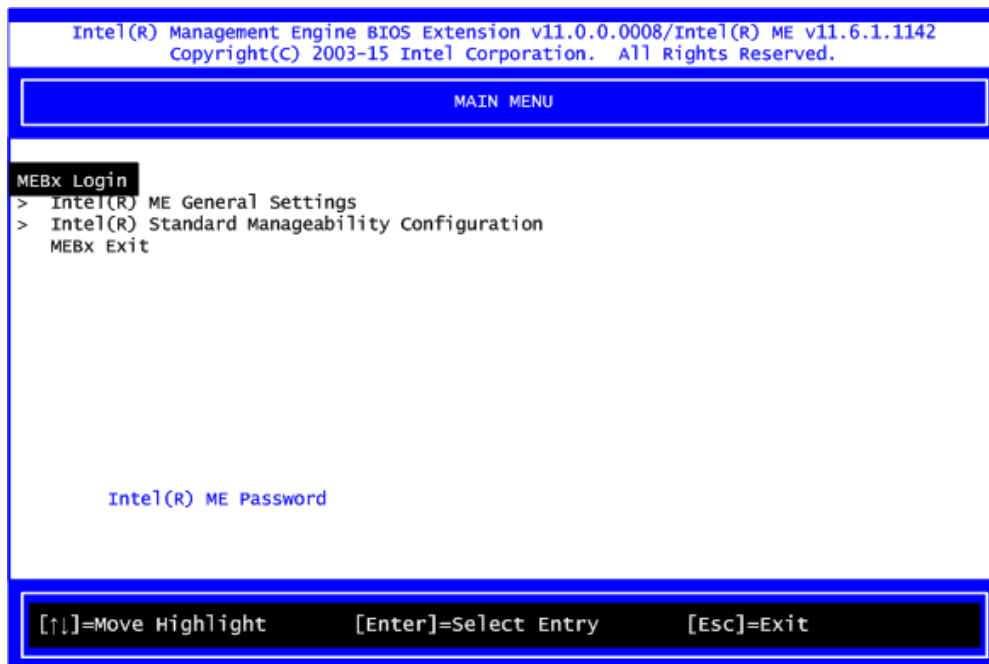 Intel(R) Management Engine BIOS Extension v11.0.0.0008/Intel(R) ME v11.6.1.1142
Copyright(C) 2003-15 Intel Corporation. All Rights Reserved.
MAIN MENU
MEBx Login
> Intel(R) ME General Settings
> Intel(R) Standard Manageability Configuration
MEBx Exit
Intel(R) ME Password
[↑↓]=Move Highlight [Enter]=Select Entry [Esc]=Exit